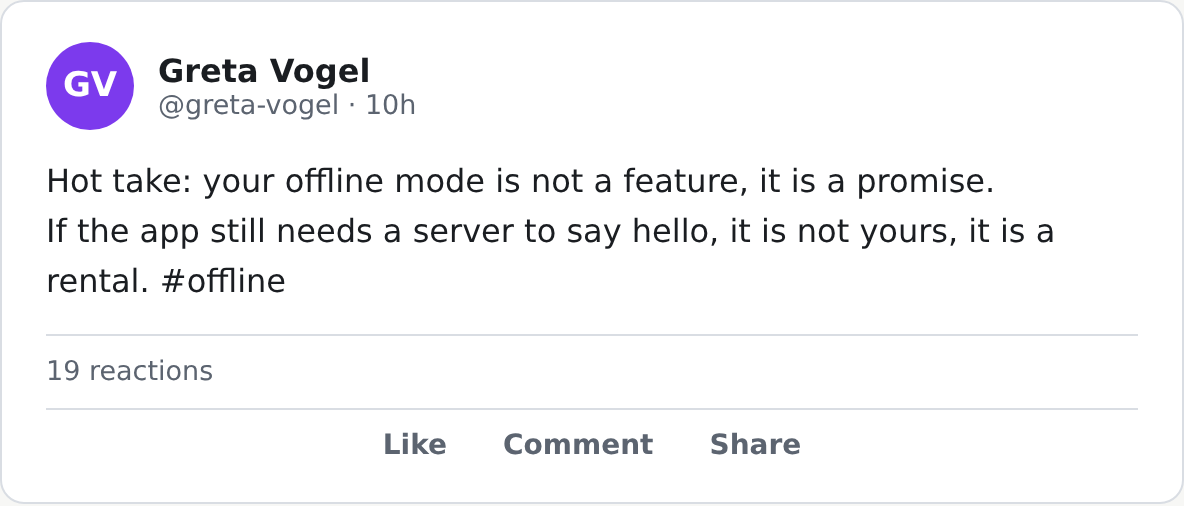 GV
Greta Vogel
@greta-vogel · 10h
Hot take: your offline mode is not a feature, it is a promise.
If the app still needs a server to say hello, it is not yours, it is a
rental. #offline
19 reactions
Like Comment Share